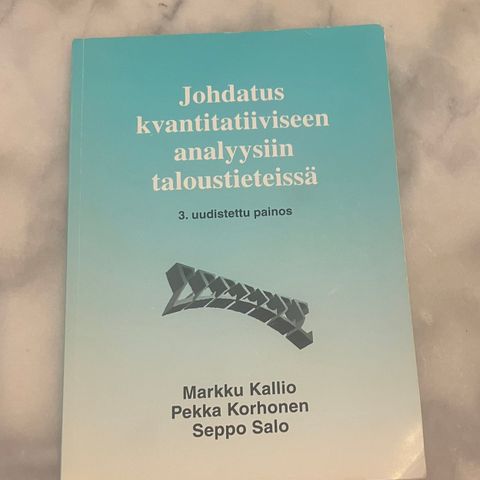 Johdatus
kvantitatiiviseen
analyysiin
taloustieteissä
3. uudistettu painos
Markku Kallio
Pekka Korhonen
Seppo Salo